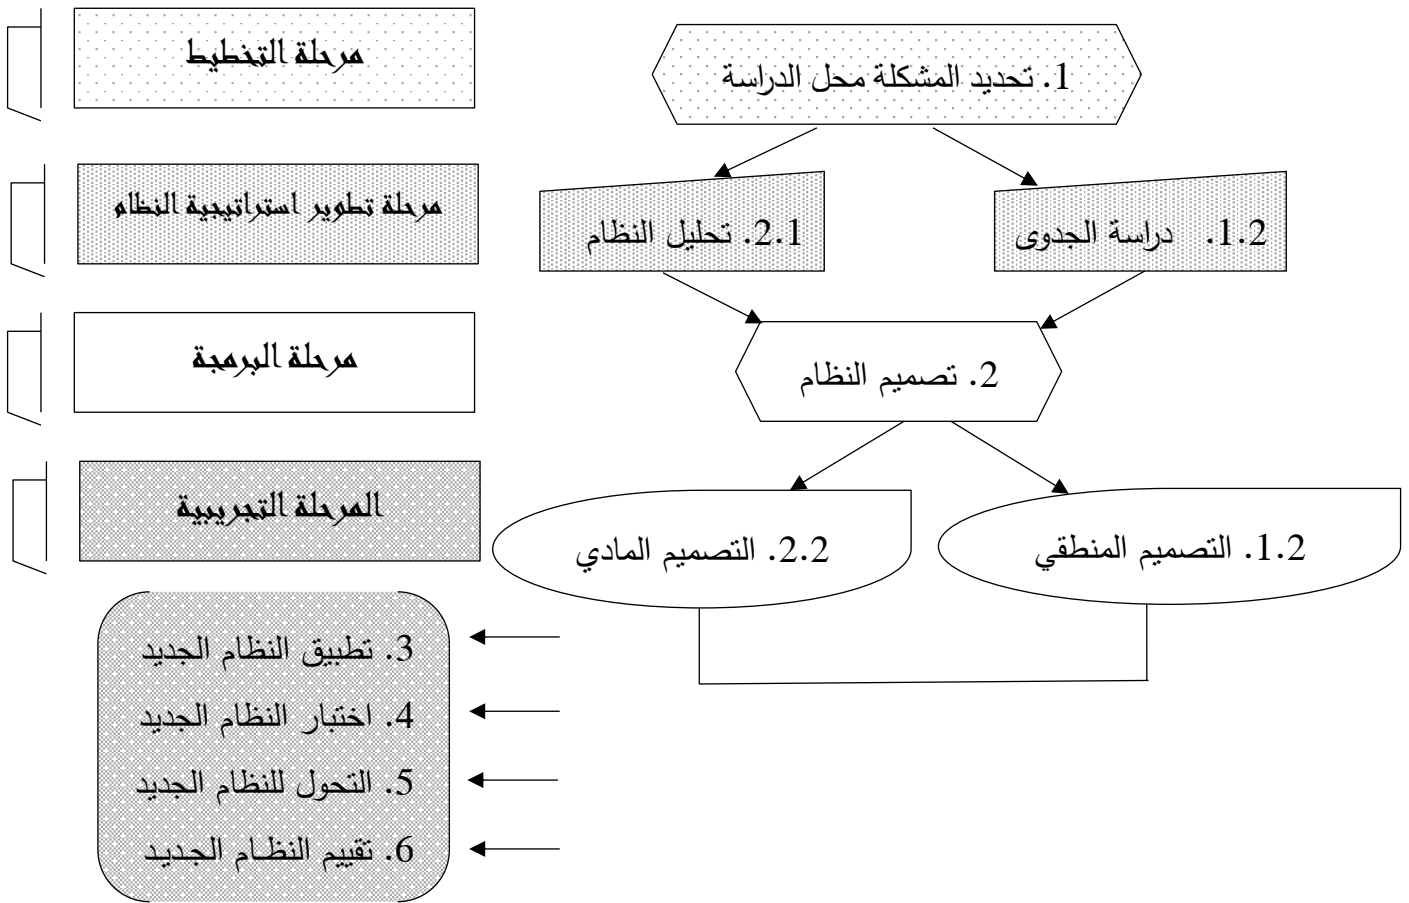 مرحلة التخطيط
1. تحديد المشكلة محل الدراسة
مرحلة تطوير استراتيجية النظام
1.2. دراسة الجدوى
2.1. تحليل النظام
مرحلة البرمجة
2. تصميم النظام
المرحلة التجريبية
1.2. التصميم المنطقي
2.2. التصميم المادي
3. تطبيق النظام الجديد
4. اختبار النظام الجديد
5. التحول للنظام الجديد
6. تقييم النظام الجديد